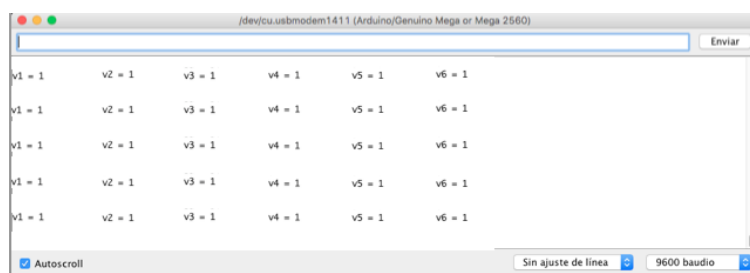 /dev/cu.usbmodem1411 (Arduino/Genuino Mega or Mega 2560)
Enviar
v1 = 1 v2 = 1 v3 = 1 v4 = 1 v5 = 1 v6 = 1
v1 = 1 v2 = 1 v3 = 1 v4 = 1 v5 = 1 v6 = 1
v1 = 1 v2 = 1 v3 = 1 v4 = 1 v5 = 1 v6 = 1
v1 = 1 v2 = 1 v3 = 1 v4 = 1 v5 = 1 v6 = 1
v1 = 1 v2 = 1 v3 = 1 v4 = 1 v5 = 1 v6 = 1
Autoscroll Sin ajuste de línea 9600 baudio